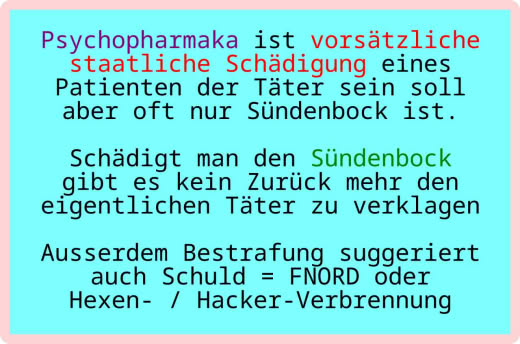 Psychopharmaka ist vorsätzliche
staatliche Schädigung eines
Patienten der Täter sein soll
aber oft nur Sündenbock ist.
Schädigt man den Sündenbock
gibt es kein Zurück mehr den
eigentlichen Täter zu verklagen
Ausserdem Bestrafung suggeriert
auch Schuld = FNORD oder
Hexen- / Hacker-Verbrennung